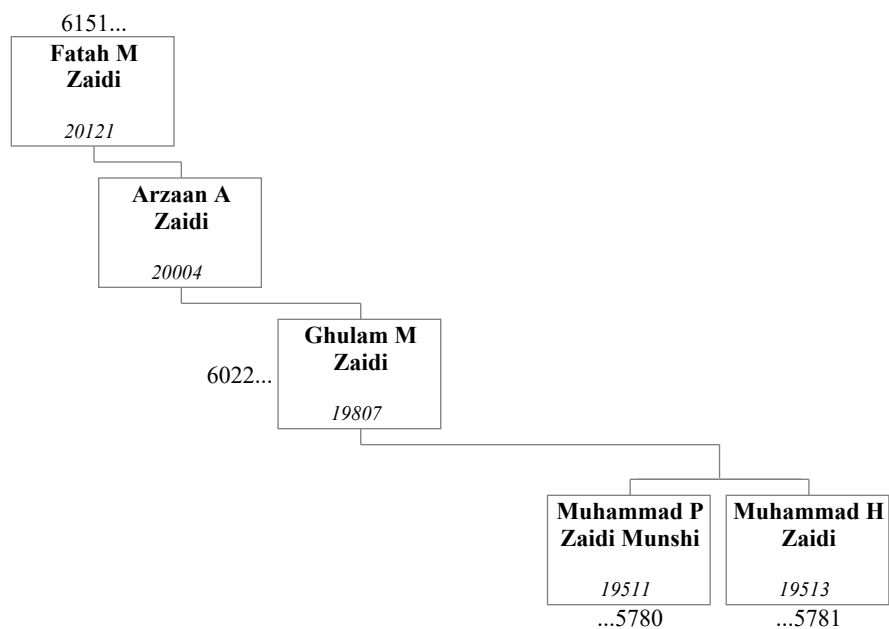 6151...
Fatah M
Zaidi
20121
Arzaan A
Zaidi
20004
Ghulam M
Zaidi
6022...
19807
Muhammad P
Zaidi Munshi
19511
...5780
Muhammad H
Zaidi
19513
...5781